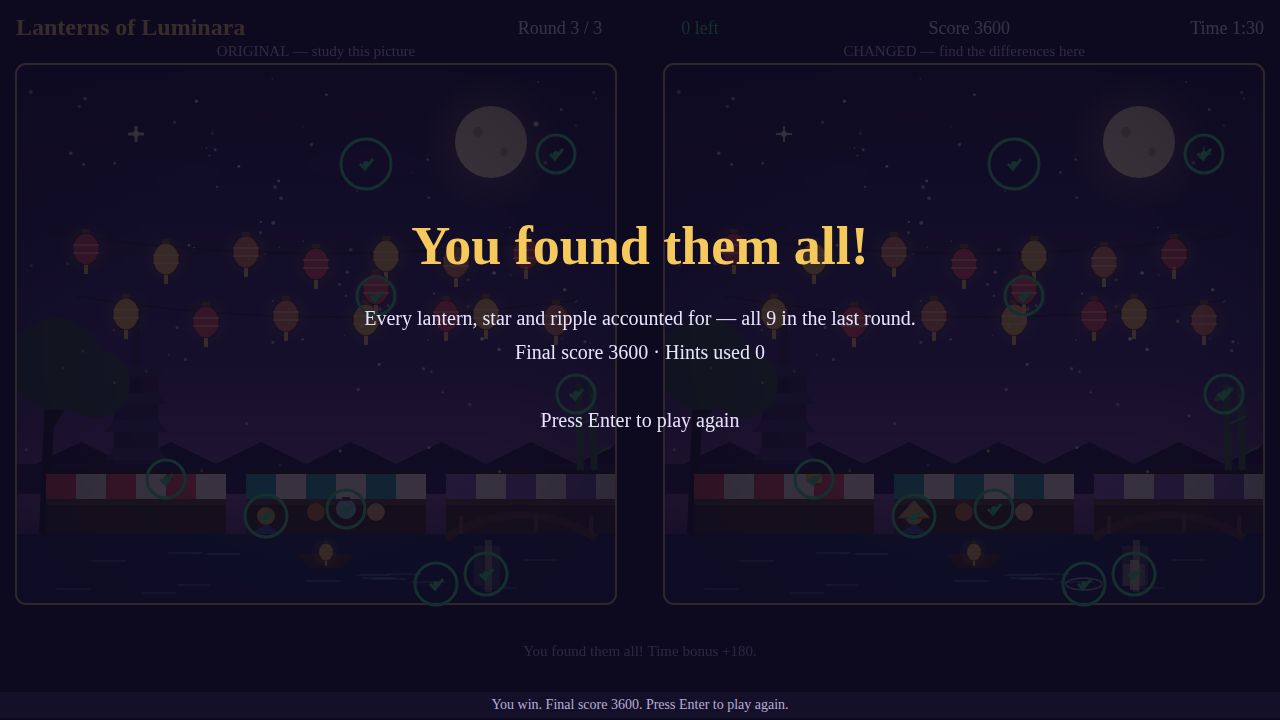 Lanterns of Luminara
Round 3 / 3
0 left
Score 3600
Time 1:30
ORIGINAL — study this picture
CHANGED — find the differences here
You found them all!
Every lantern, star and ripple accounted for — all 9 in the last round.
Final score 3600 · Hints used 0
Press Enter to play again
You found them all! Time bonus +180.
You win. Final score 3600. Press Enter to play again.